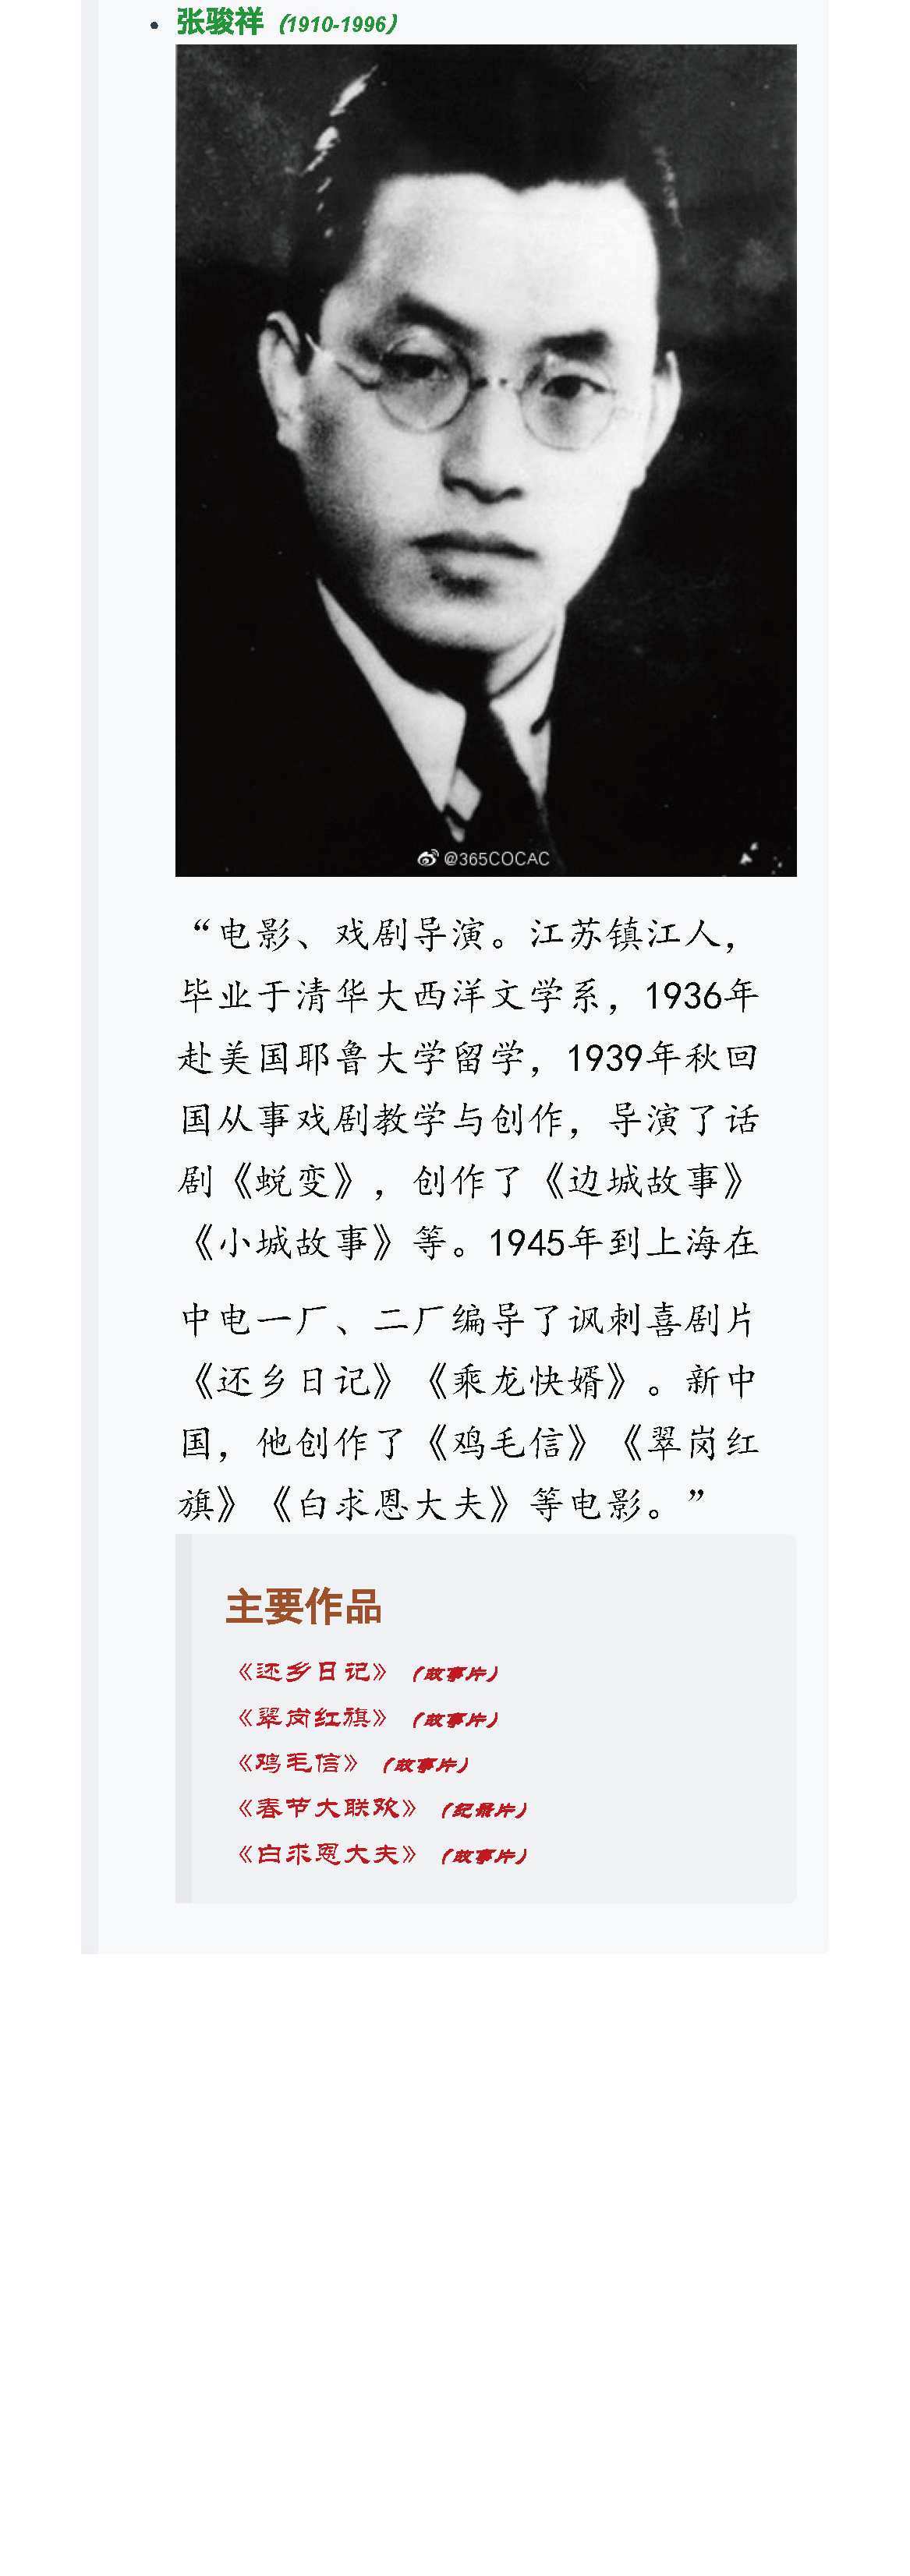 张骏祥 (1910-1996)
@365COCAC
“电影、戏剧导演。江苏镇江人，
毕业于清华大西洋文学系，1936年
赴美国耶鲁大学留学，1939年秋回
国从事戏剧教学与创作，导演了话
剧《蜕变》，创作了《边城故事》
《小城故事》等。1945年到上海在
中电一厂、二厂编导了讽刺喜剧片
《还乡日记》《乘龙快婿》。新中
国，他创作了《鸡毛信》《翠岗红
旗》《白求恩大夫》等电影。”
主要作品
《还乡日记》（故事片）
《翠岗红旗》（故事片）
《鸡毛信》（故事片）
《春节大联欢》（纪录片）
《白求恩大夫》（故事片）